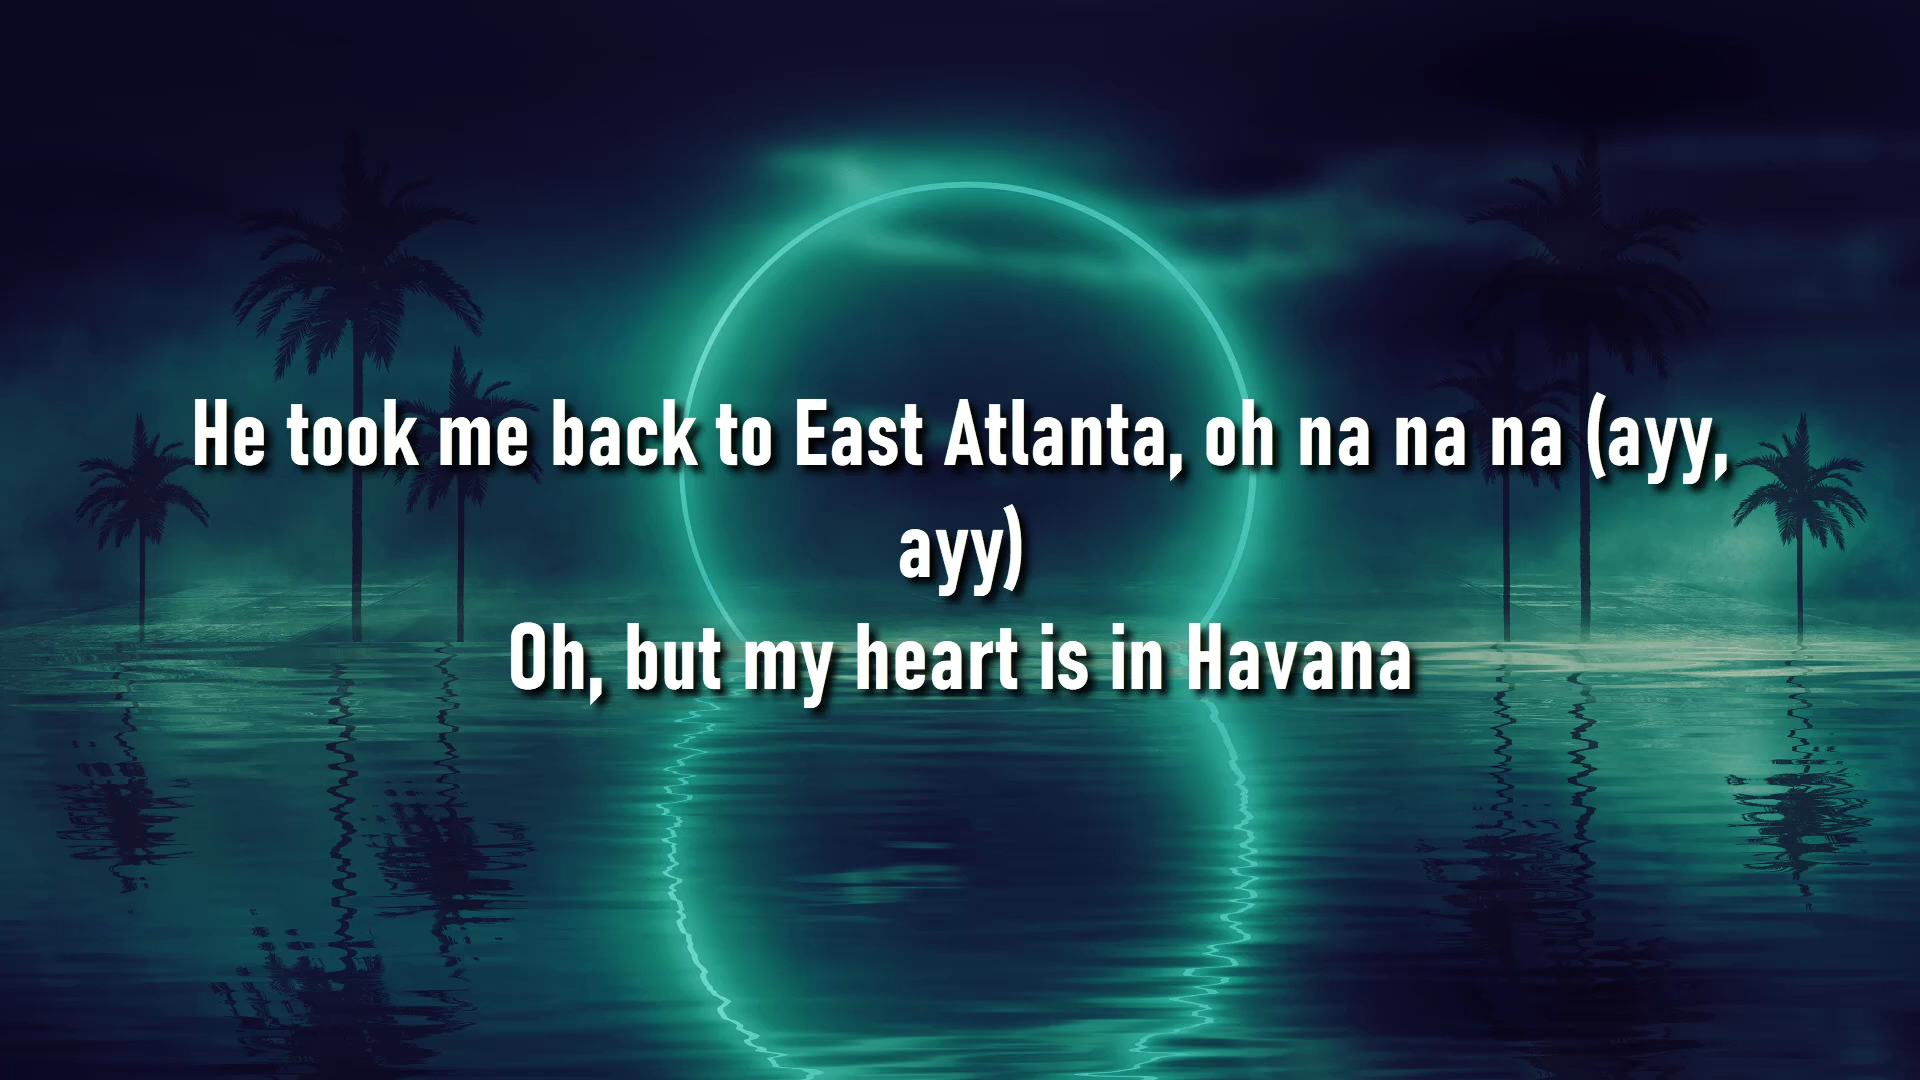 He took me back to East Atlanta, oh na na na (ayy,
ayy)
Oh, but my heart is in Havana